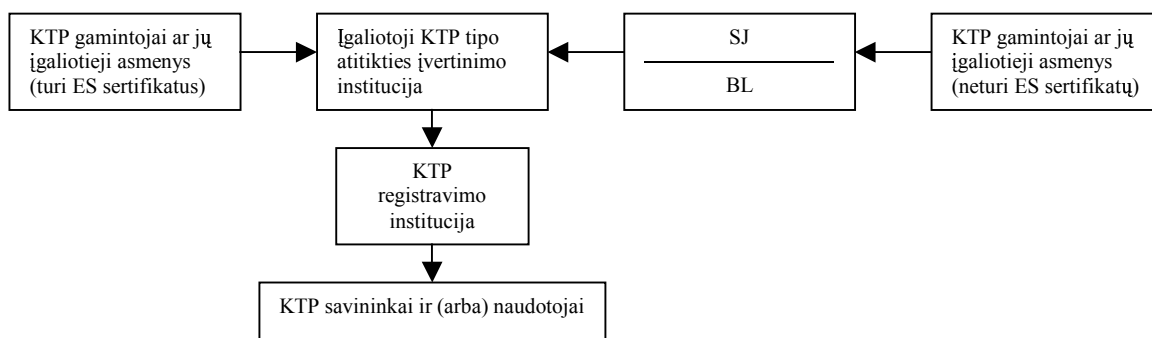 KTP gamintojai ar jų
įgaliotieji asmenys
(turi ES sertifikatus)
Įgaliotoji KTP tipo
atitikties įvertinimo
institucija
SJ
BL
KTP gamintojai ar jų
įgaliotieji asmenys
(neturi ES sertifikatų)
KTP
registravimo
institucija
KTP savininkai ir (arba) naudotojai